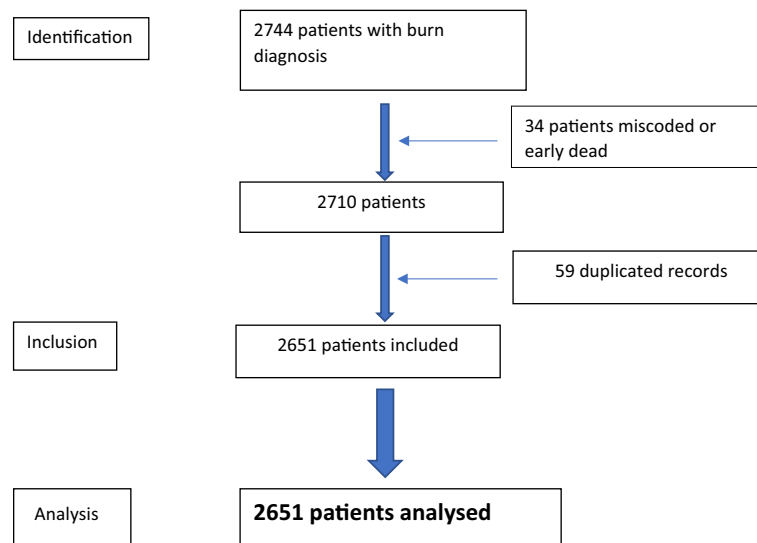 Identification
2744 patients with burn
diagnosis
34 patients miscoded or
early dead
2710 patients
59 duplicated records
Inclusion
2651 patients included
Analysis
2651 patients analysed